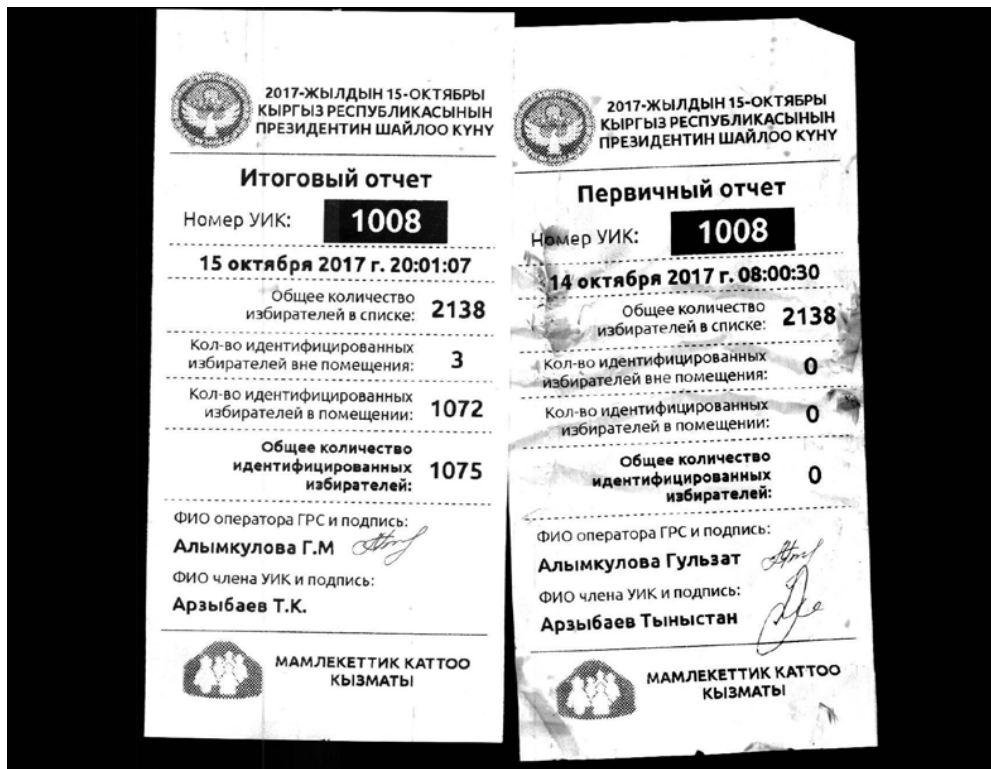 2017-ЖЫЛДЫН 15-ОКТЯБРЫ
КЫРГЫЗ РЕСПУБЛИКАСЫНЫН
ПРЕЗИДЕНТИН ШАЙЛОО КҮНҮ
Итоговый отчет
Номер УИК: 1008
15 октября 2017 г. 20:01:07
Общее количество
избирателей в списке: 2138
Кол-во идентифицированных
избирателей вне помещения: 3
Кол-во идентифицированных
избирателей в помещении: 1072
Общее количество
идентифицированных 1075
избирателей:
ФИО оператора ГРС и подпись:
Алымкулова Г.М
ФИО члена УИК и подпись:
Арзыбаев Т.К.
МАМЛЕКЕТТИК КАТТОО
КЫЗМАТЫ
2017-ЖЫЛДЫН 15-ОКТЯБРЫ
КЫРГЫЗ РЕСПУБЛИКАСЫНЫН
ПРЕЗИДЕНТИН ШАЙЛОО КҮНҮ
Первичный отчет
Номер УИК: 1008
14 октября 2017 г. 08:00:30
Общее количество
избирателей в списке: 2138
Кол-во идентифицированных
избирателей вне помещения: 0
Кол-во идентифицированных
избирателей в помещении: 0
Общее количество
идентифицированных 0
избирателей:
ФИО оператора ГРС и подпись:
Алымкулова Гульзат
ФИО члена УИК и подпись:
Арзыбаев Тыныстан
МАМЛЕКЕТТИК КАТТОО
КЫЗМАТЫ